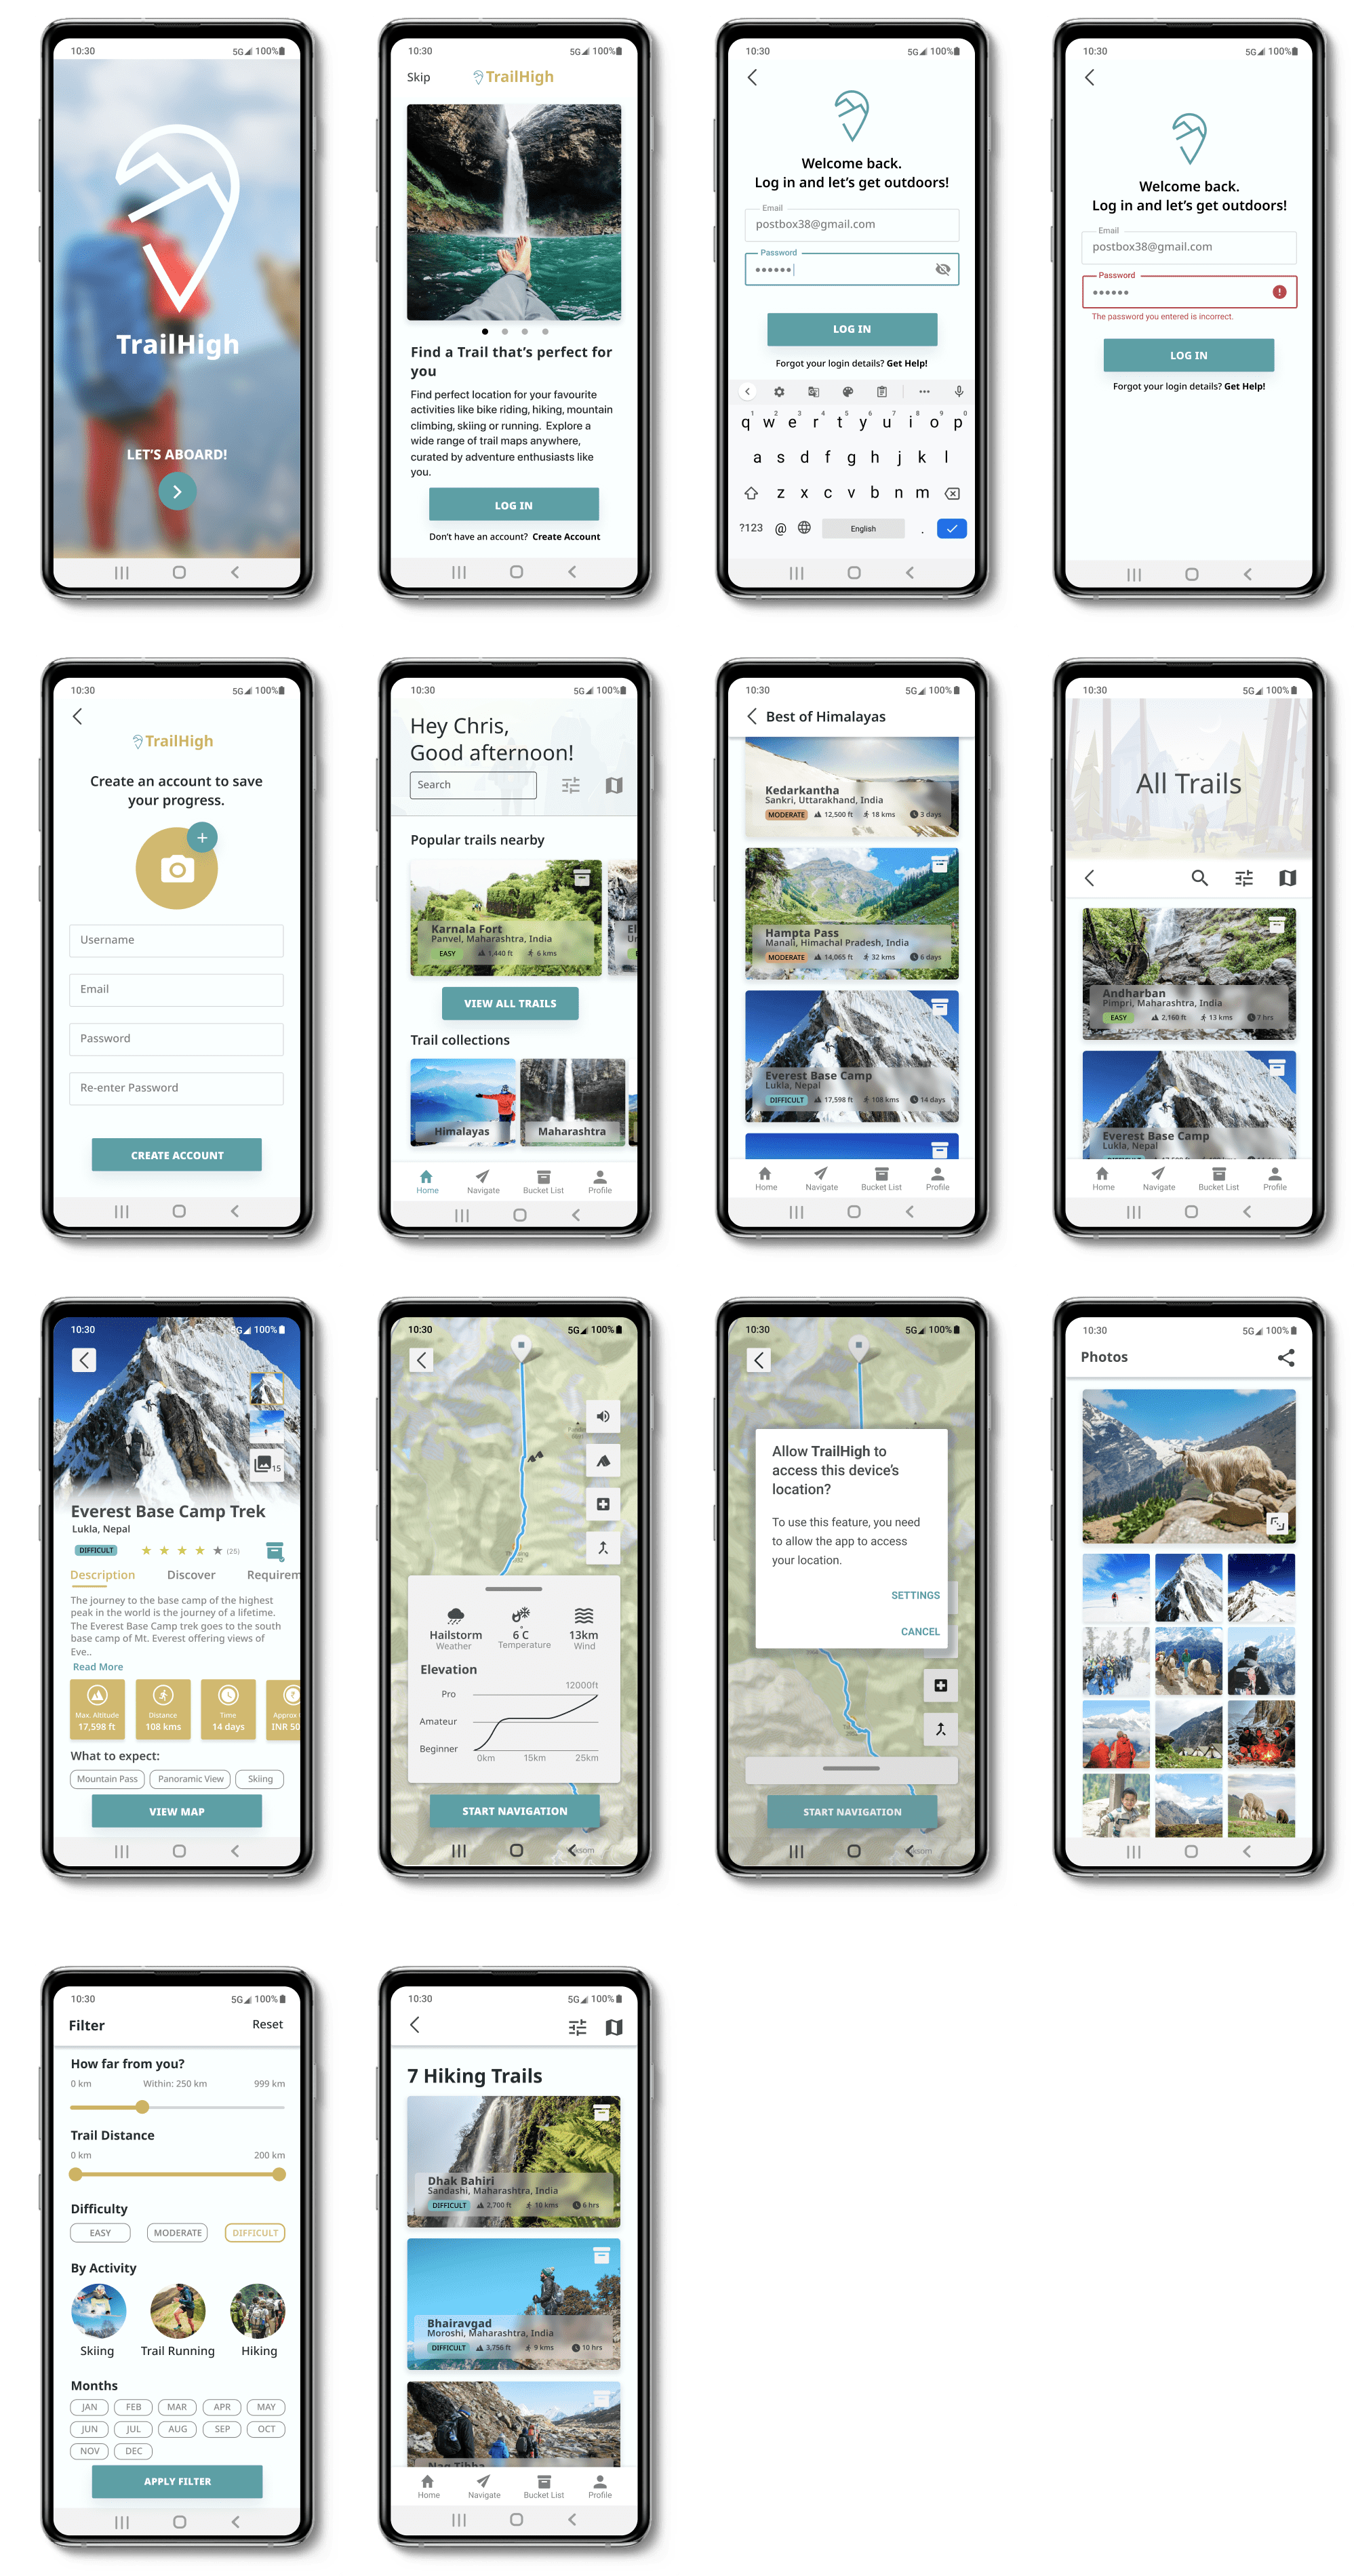 10:30
5G 100%
TrailHigh
LET'S ABOARD!
10:30
5G 100%
Skip
TrailHigh
Find a Trail that's perfect for
you
Find perfect location for your favourite
activities like bike riding, hiking, mountain
climbing, skiing or running. Explore a
wide range of trail maps anywhere,
curated by adventure enthusiasts like
you.
LOG IN
Don't have an account? Create Account
10:30
5G 100%
Welcome back.
Log in and let's get outdoors!
Email
postbox38@gmail.com
Password
LOG IN
Forgot your login details? Get Help!
q1 w2 e3 r4 t5 y6 u7 i8 o9 p0
a s d f g h j k l
z x c v b n m
?123 @ English .
10:30
5G 100%
Welcome back.
Log in and let's get outdoors!
Email
postbox38@gmail.com
Password
The password you entered is incorrect.
LOG IN
Forgot your login details? Get Help!
10:30
5G 100%
TrailHigh
Create an account to save
your progress.
Username
Email
Password
Re-enter Password
CREATE ACCOUNT
10:30
5G 100%
Hey Chris,
Good afternoon!
Search
Popular trails nearby
Karnala Fort
Panvel, Maharashtra, India
EASY 1,440 ft 6 kms
El
Ur
VIEW ALL TRAILS
Trail collections
Himalayas
Maharashtra
Home Navigate Bucket List Profile
10:30
5G 100%
Best of Himalayas
Kedarkantha
Sankri, Uttarakhand, India
MODERATE 12,500 ft 18 kms 3 days
Hampta Pass
Manali, Himachal Pradesh, India
MODERATE 14,065 ft 32 kms 6 days
Everest Base Camp
Lukla, Nepal
DIFFICULT 17,598 ft 108 kms 14 days
Home Navigate Bucket List Profile
10:30
5G 100%
All Trails
Andharban
Pimpri, Maharashtra, India
EASY 2,160 ft 13 kms 7 hrs
Everest Base Camp
Lukla, Nepal
Home Navigate Bucket List Profile
10:30
5G 100%
15
Everest Base Camp Trek
Lukla, Nepal
DIFFICULT (25)
Description Discover Requirem
The journey to the base camp of the highest
peak in the world is the journey of a lifetime.
The Everest Base Camp trek goes to the south
base camp of Mt. Everest offering views of
Eve..
Read More
Max. Altitude
17,598 ft
Distance
108 kms
Time
14 days
Approx
INR 50
What to expect:
Mountain Pass Panoramic View Skiing
VIEW MAP
10:30
5G 100%
Hailstorm
Weather
6°C
Temperature
13km
Wind
Elevation
12000ft
Pro
Amateur
Beginner
0km 15km 25km
START NAVIGATION
ksom
10:30
5G 100%
Allow TrailHigh to
access this device's
location?
To use this feature, you need
to allow the app to access
your location.
SETTINGS
CANCEL
START NAVIGATION
ksom
10:30
5G 100%
Photos
10:30
5G 100%
Filter
Reset
How far from you?
0 km Within: 250 km 999 km
Trail Distance
0 km 200 km
Difficulty
EASY MODERATE DIFFICULT
By Activity
Skiing Trail Running Hiking
Months
JAN FEB MAR APR MAY
JUN JUL AUG SEP OCT
NOV DEC
APPLY FILTER
10:30
5G 100%
7 Hiking Trails
Dhak Bahiri
Sandashi, Maharashtra, India
DIFFICULT 2,700 ft 10 kms 6 hrs
Bhairavgad
Moroshi, Maharashtra, India
DIFFICULT 3,756 ft 9 kms 10 hrs
Nag Tibba
Home Navigate Bucket List Profile